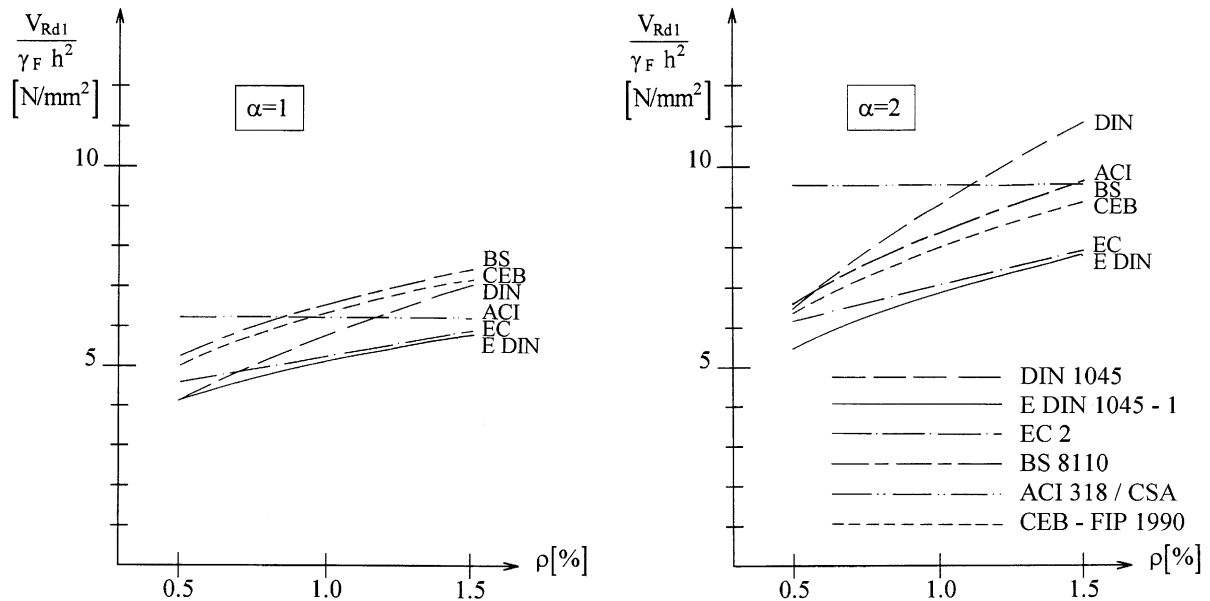 V_Rd1
γ_F h²
[N/mm²]
α=1
10
5
BS
CEB
DIN
ACI
EC
E DIN
0.5
1.0
1.5
ρ[%]
V_Rd1
γ_F h²
[N/mm²]
α=2
10
5
DIN
ACI
BS
CEB
EC
E DIN
DIN 1045
E DIN 1045 - 1
EC 2
BS 8110
ACI 318 / CSA
CEB - FIP 1990
0.5
1.0
1.5
ρ[%]